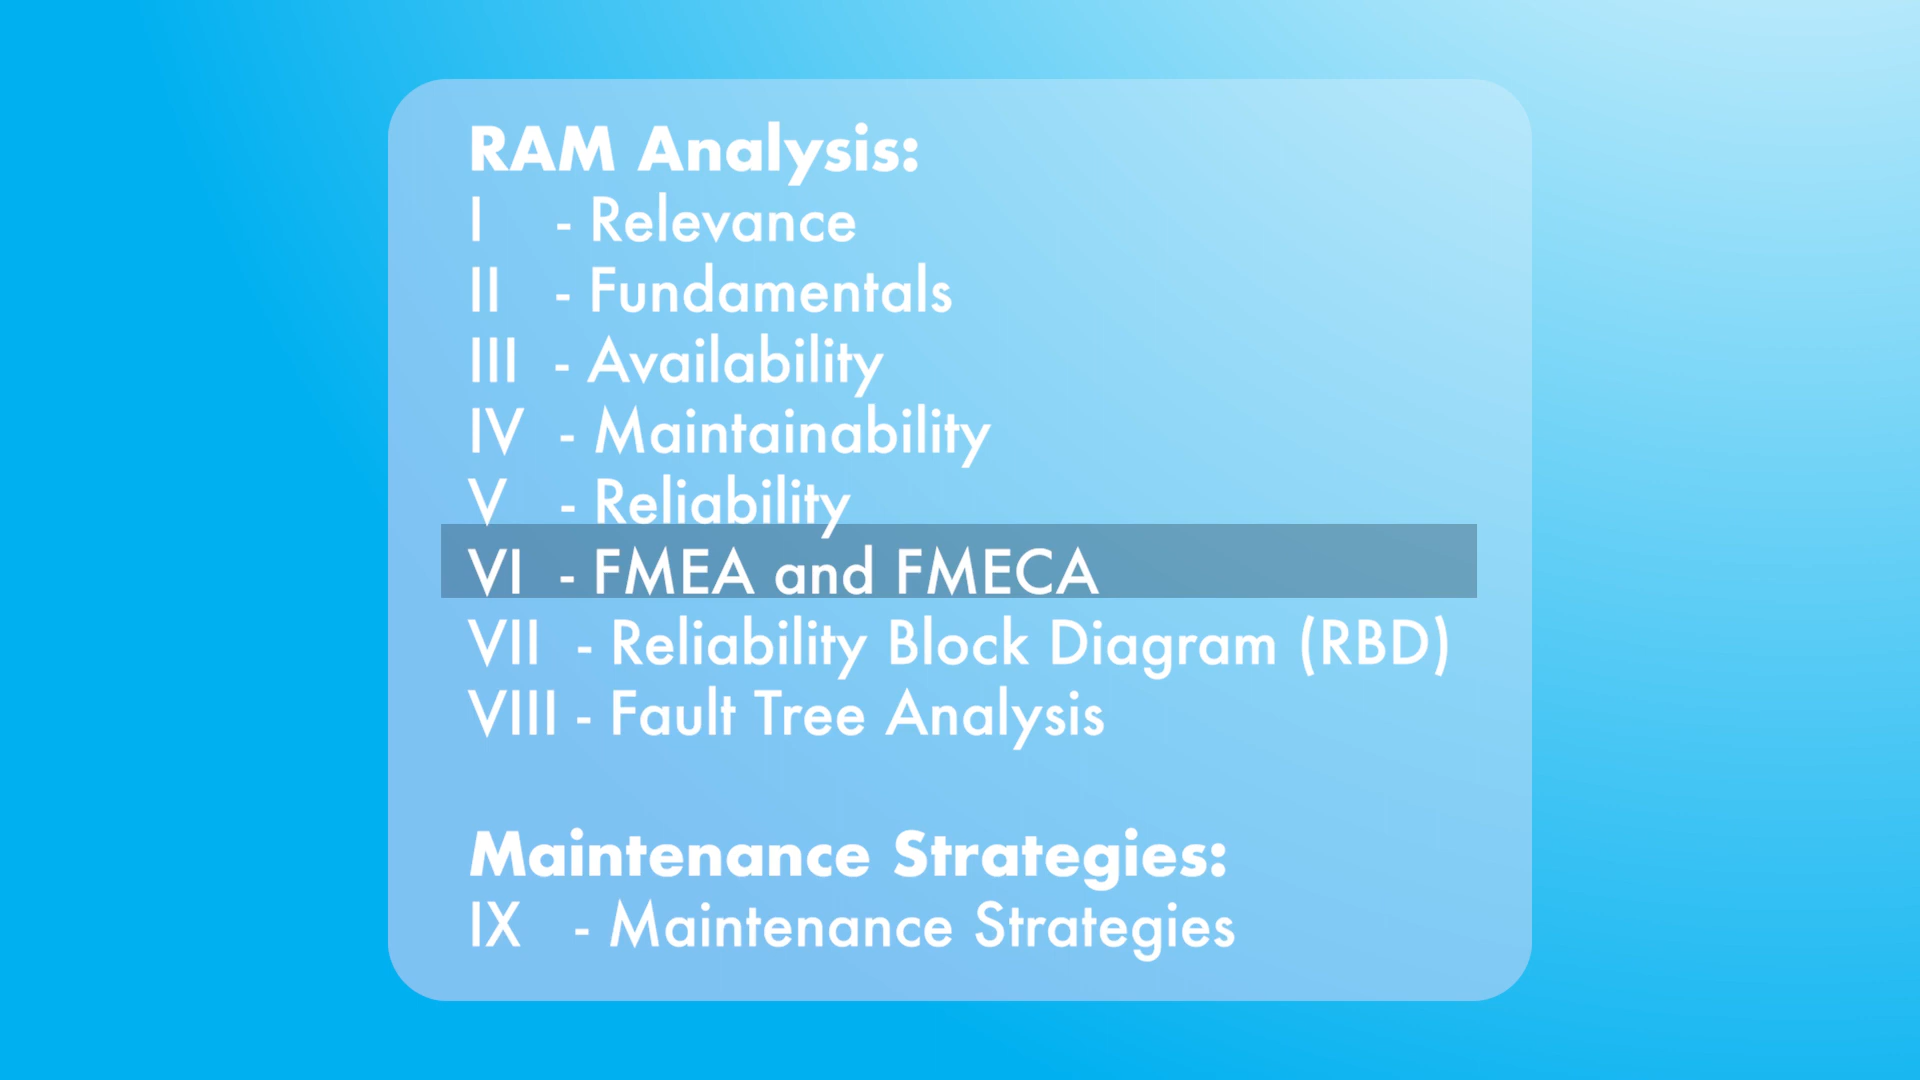 RAM Analysis:
I - Relevance
II - Fundamentals
III - Availability
IV - Maintainability
V - Reliability
VI - FMEA and FMECA
VII - Reliability Block Diagram (RBD)
VIII - Fault Tree Analysis
Maintenance Strategies:
IX - Maintenance Strategies